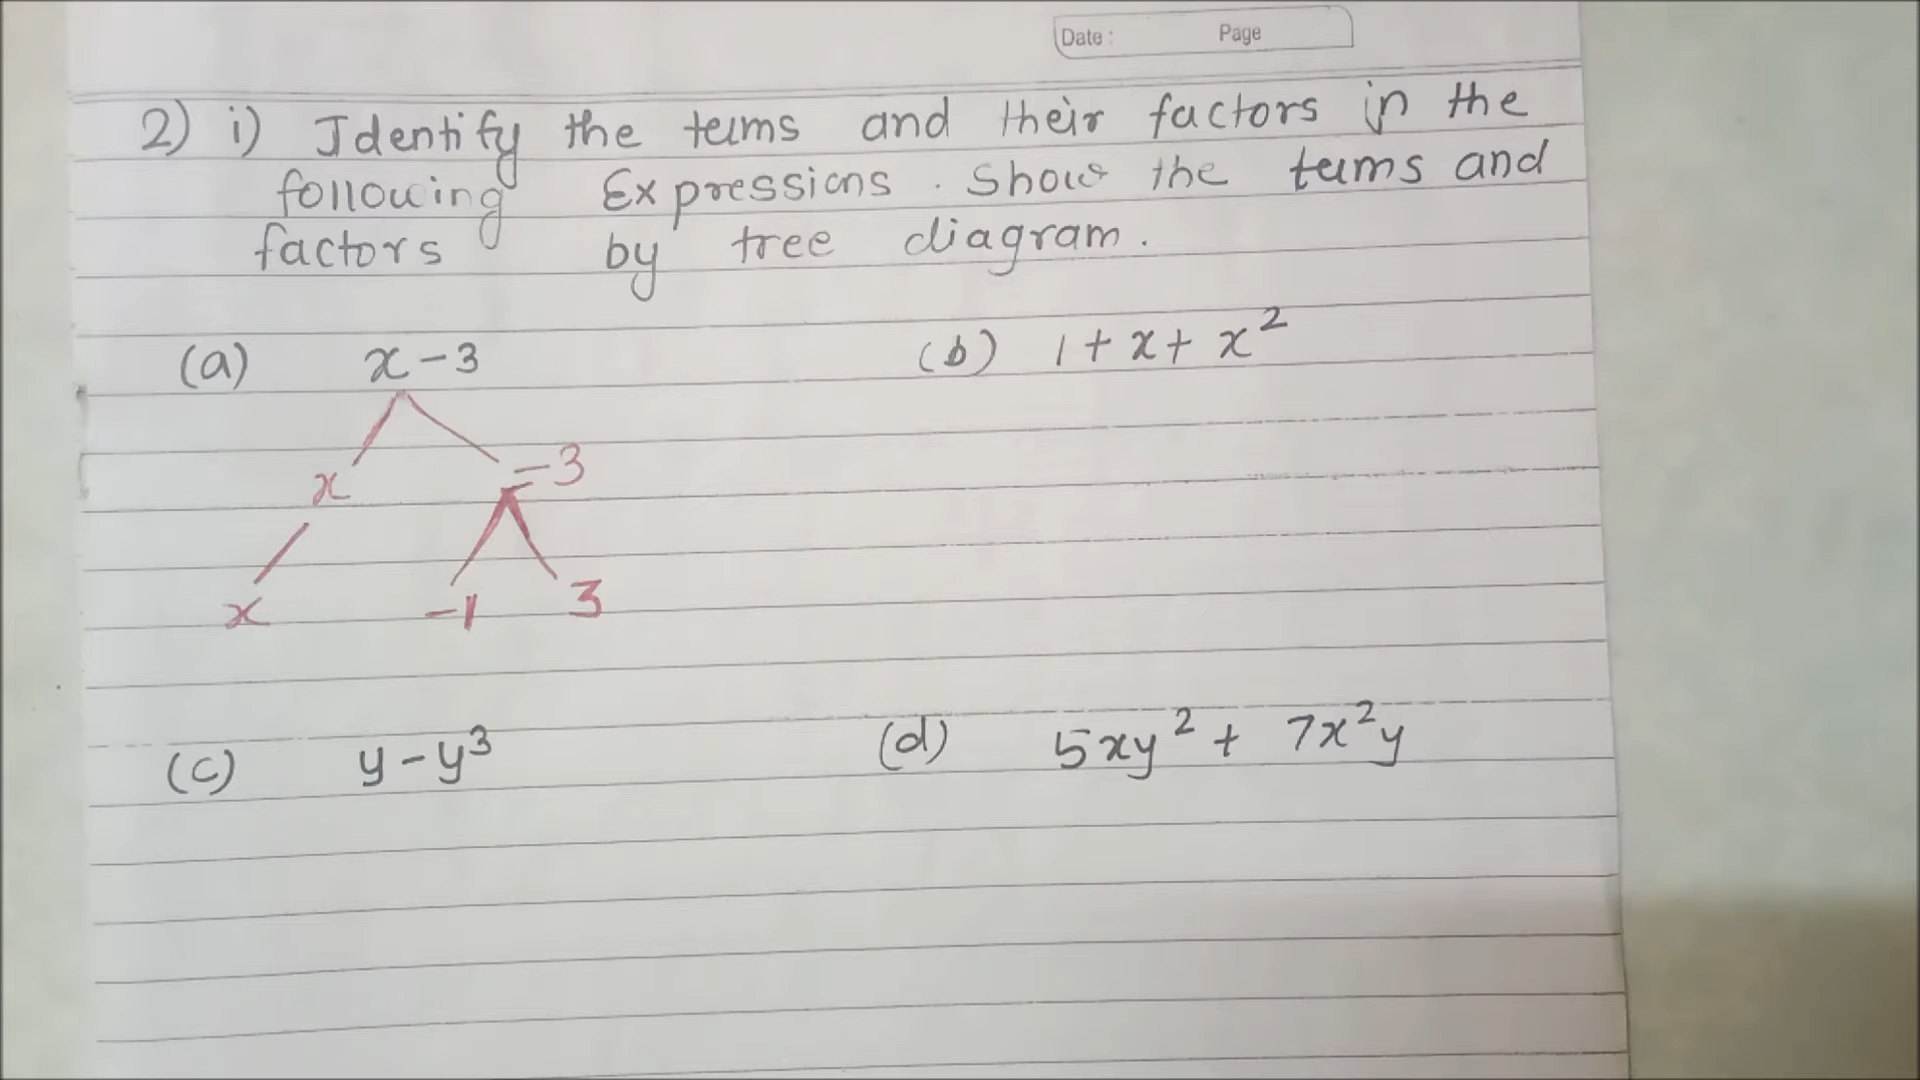 Date : Page
2) i) Identify the terms and their factors in the
following Expressions. Show the terms and
factors by tree diagram.
(a) x - 3 (b) 1 + x + x²
x -3
x -1 3
(c) y - y³ (d) 5xy² + 7x²y